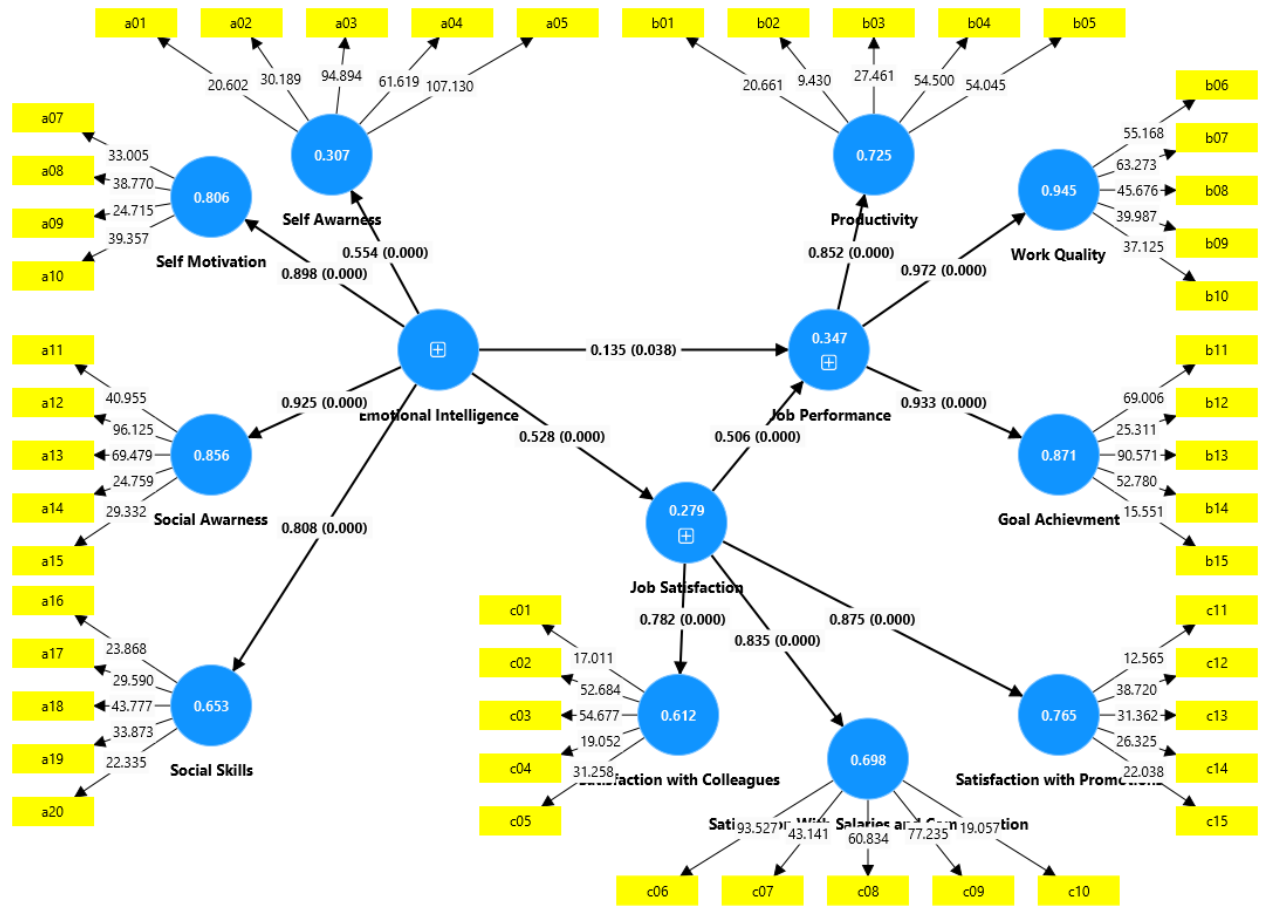 a01 a02 a03 a04 a05
b01 b02 b03 b04 b05
20.602 30.189 94.894 61.619 107.130
20.661 9.430 27.461 54.500 54.045
a07
a08
a09
a10
33.005
38.770
24.715
39.357
0.806
Self Motivation
0.307
Self Awarness
0.725
Productivity
0.945
Work Quality
b06
b07
b08
b09
b10
55.168
63.273
45.676
39.987
37.125
0.554 (0.000)
0.898 (0.000)
0.852 (0.000)
0.972 (0.000)
0.135 (0.038)
Emotional Intelligence
0.347
Job Performance
a11
a12
a13
a14
a15
40.955
96.125
69.479
24.759
29.332
0.925 (0.000)
0.856
Social Awarness
0.528 (0.000)
0.506 (0.000)
0.933 (0.000)
0.871
Goal Achievment
b11
b12
b13
b14
b15
69.006
25.311
90.571
52.780
15.551
0.808 (0.000)
0.279
Job Satisfaction
a16
a17
a18
a19
a20
23.868
29.590
43.777
33.873
22.335
0.653
Social Skills
0.782 (0.000)
0.835 (0.000)
0.875 (0.000)
c01
c02
c03
c04
c05
17.011
52.684
54.677
19.052
31.258
0.612
with Colleagues
0.698
With Salaries
0.765
Satisfaction with
c11
c12
c13
c14
c15
12.565
38.720
31.362
26.325
22.038
93.527 43.141 60.834 77.235 19.057
c06 c07 c08 c09 c10